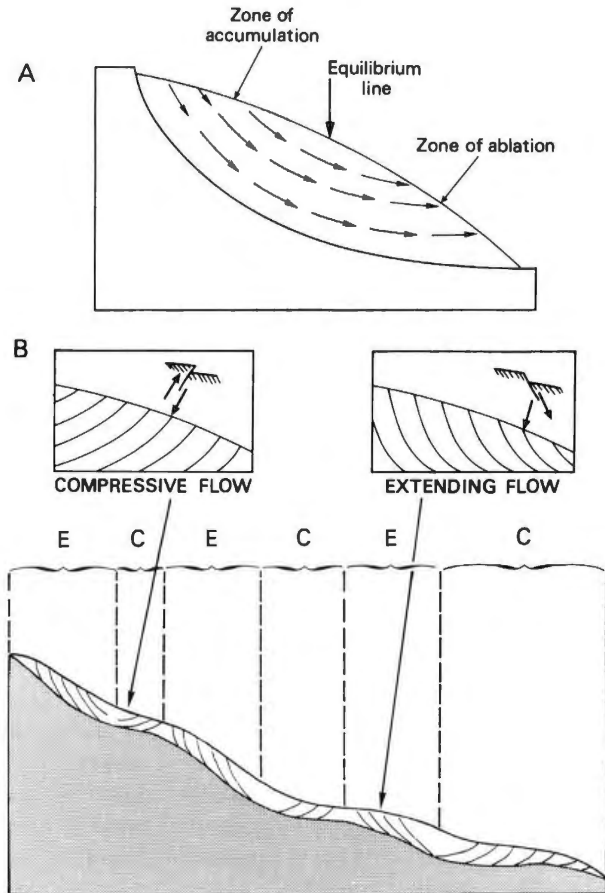 A
Zone of
accumulation
Equilibrium
line
Zone of ablation
B
COMPRESSIVE FLOW
EXTENDING FLOW
E C E C E C